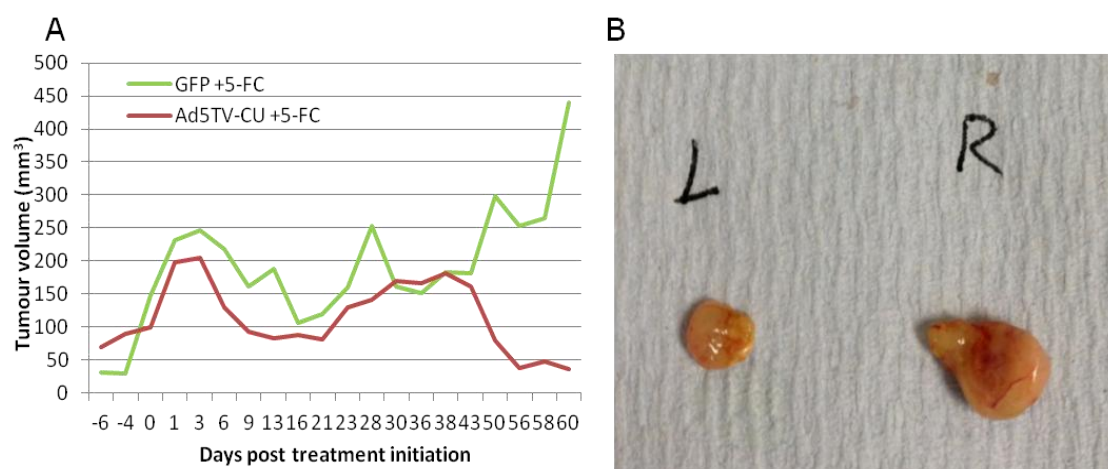 A
B
500
450
400
350
300
250
200
150
100
50
0
GFP +5-FC
Ad5TV-CU +5-FC
Tumour volume (mm³)
-6 -4 0 1 3 6 9 13 16 21 23 28 30 36 38 43 50 56 58 60
Days post treatment initiation
L
R